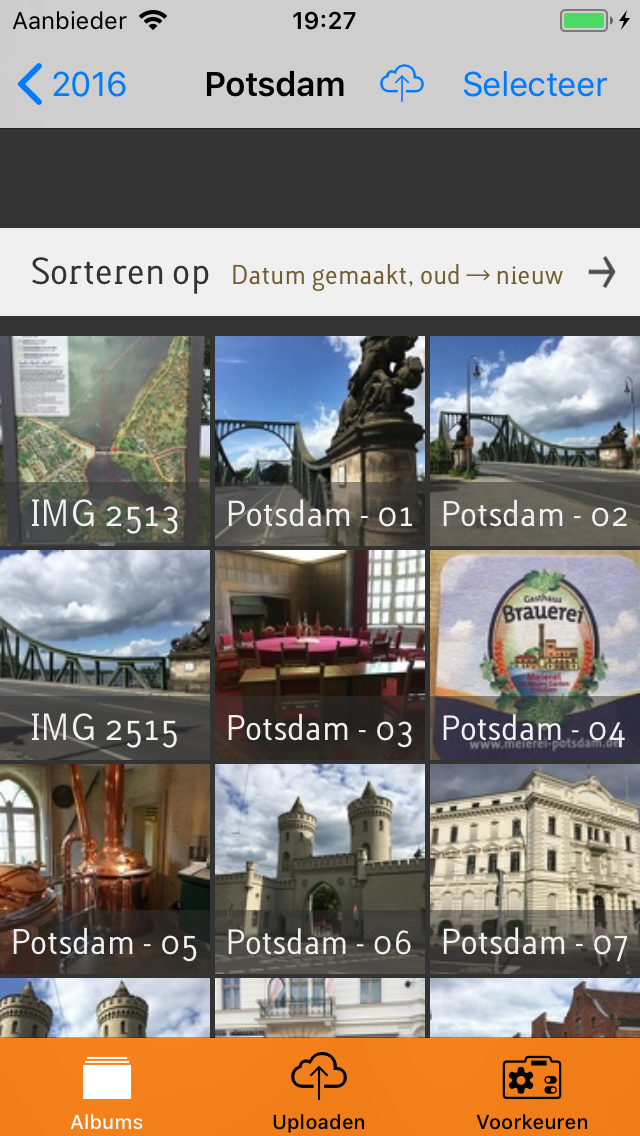 Aanbieder 19:27
2016 Potsdam Selecteer
Sorteren op Datum gemaakt, oud → nieuw →
IMG 2513 Potsdam - 01 Potsdam - 02
Gasthaus
Brauerei
Meierei
IMG 2515 Potsdam - 03 Potsdam - 04
www.meierei-potsdam.de
Potsdam - 05 Potsdam - 06 Potsdam - 07
Albums Uploaden Voorkeuren